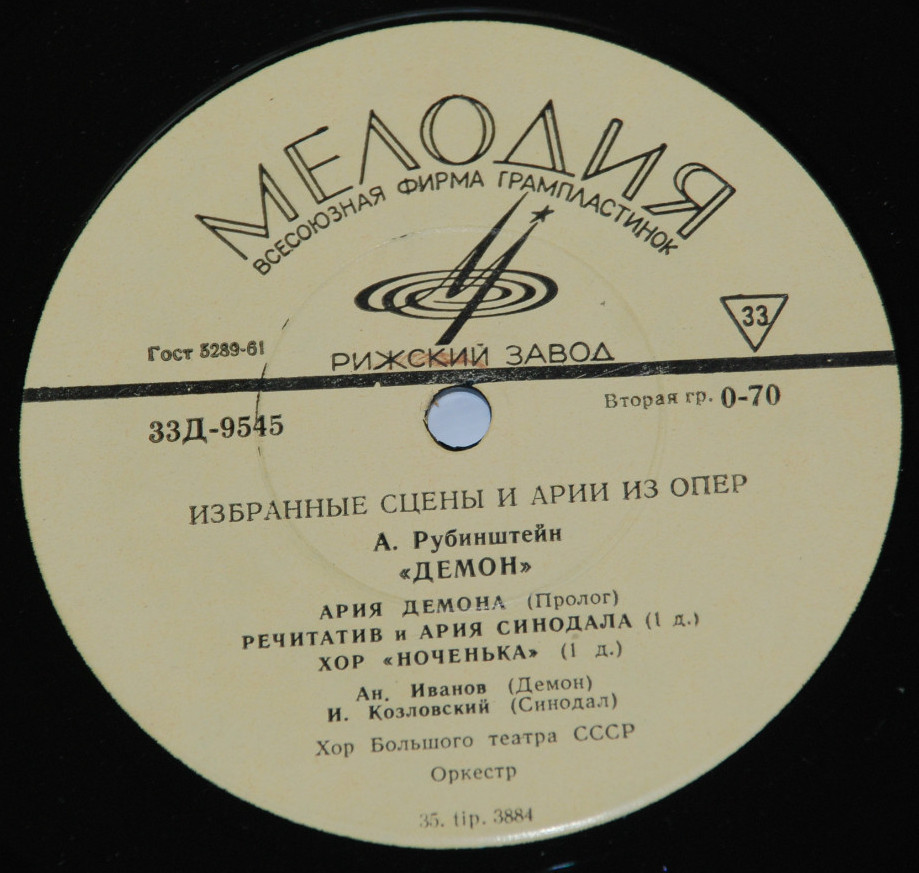 МЕЛОДИЯ
ВСЕСОЮЗНАЯ ФИРМА ГРАМПЛАСТИНОК
33
Гост 5289-61
РИЖСКИЙ ЗАВОД
33Д-9545
Вторая гр. 0-70
ИЗБРАННЫЕ СЦЕНЫ И АРИИ ИЗ ОПЕР
А. Рубинштейн
«ДЕМОН»
АРИЯ ДЕМОНА (Пролог)
РЕЧИТАТИВ и АРИЯ СИНОДАЛА (1 д.)
ХОР «НОЧЕНЬКА» (1 д.)
Ан. Иванов (Демон)
И. Козловский (Синодал)
Хор Большого театра СССР
Оркестр
35. tip. 3884